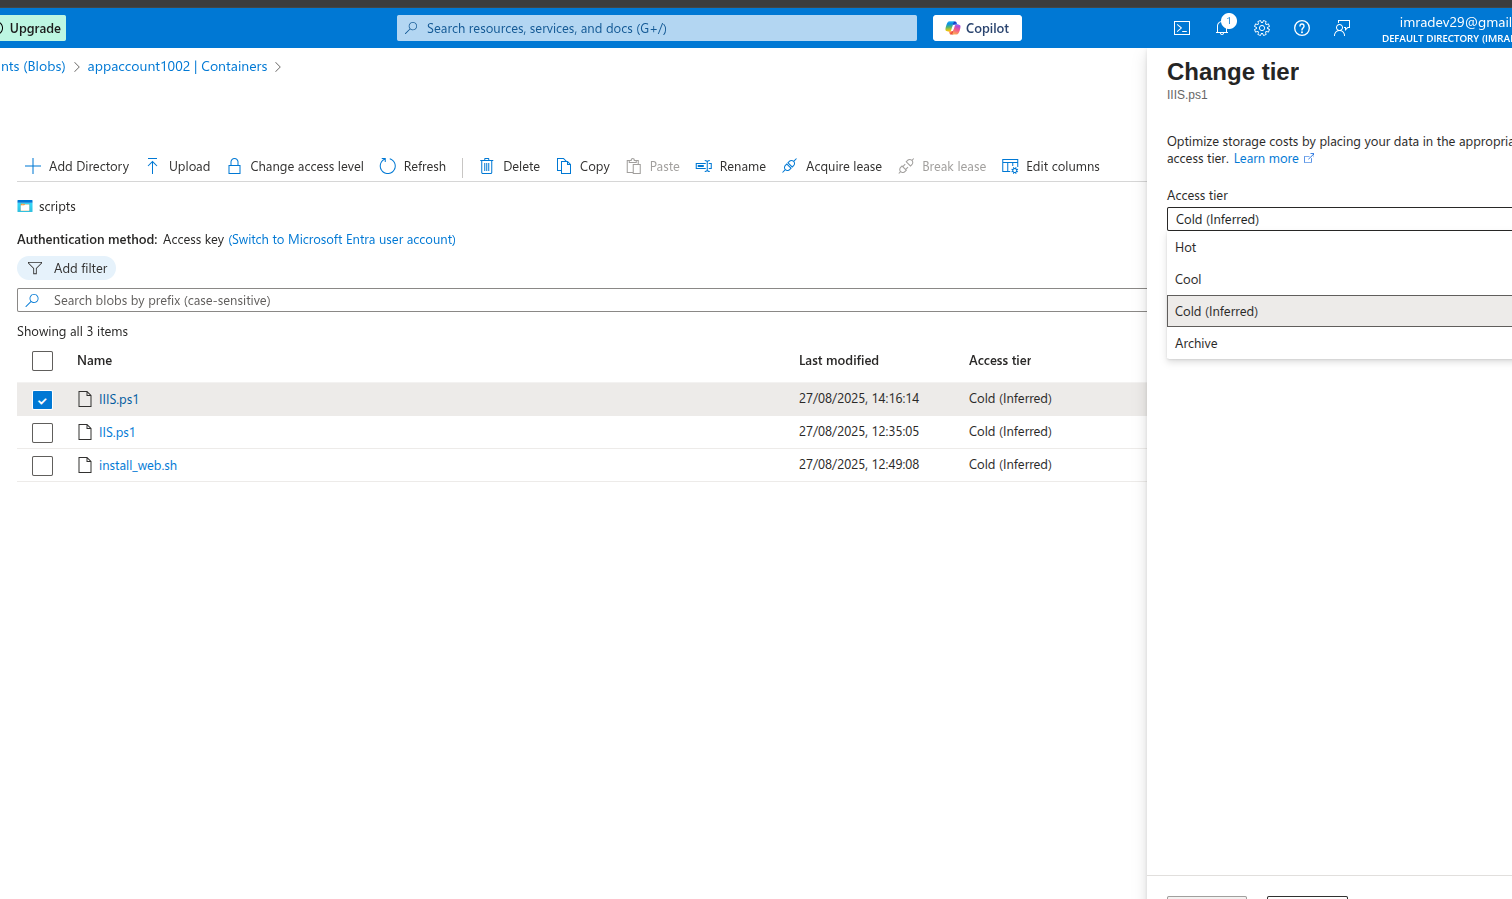 Upgrade
Search resources, services, and docs (G+/)
Copilot
1
imradev29@gmail
DEFAULT DIRECTORY (IMRA
nts (Blobs) > appaccount1002 | Containers >
Add Directory Upload Change access level Refresh Delete Copy Paste Rename Acquire lease Break lease Edit columns
scripts
Authentication method: Access key (Switch to Microsoft Entra user account)
Add filter
Search blobs by prefix (case-sensitive)
Showing all 3 items
Name Last modified Access tier
IIIS.ps1 27/08/2025, 14:16:14 Cold (Inferred)
IIS.ps1 27/08/2025, 12:35:05 Cold (Inferred)
install_web.sh 27/08/2025, 12:49:08 Cold (Inferred)
Change tier
IIIS.ps1
Optimize storage costs by placing your data in the appropria
access tier. Learn more
Access tier
Cold (Inferred)
Hot
Cool
Cold (Inferred)
Archive